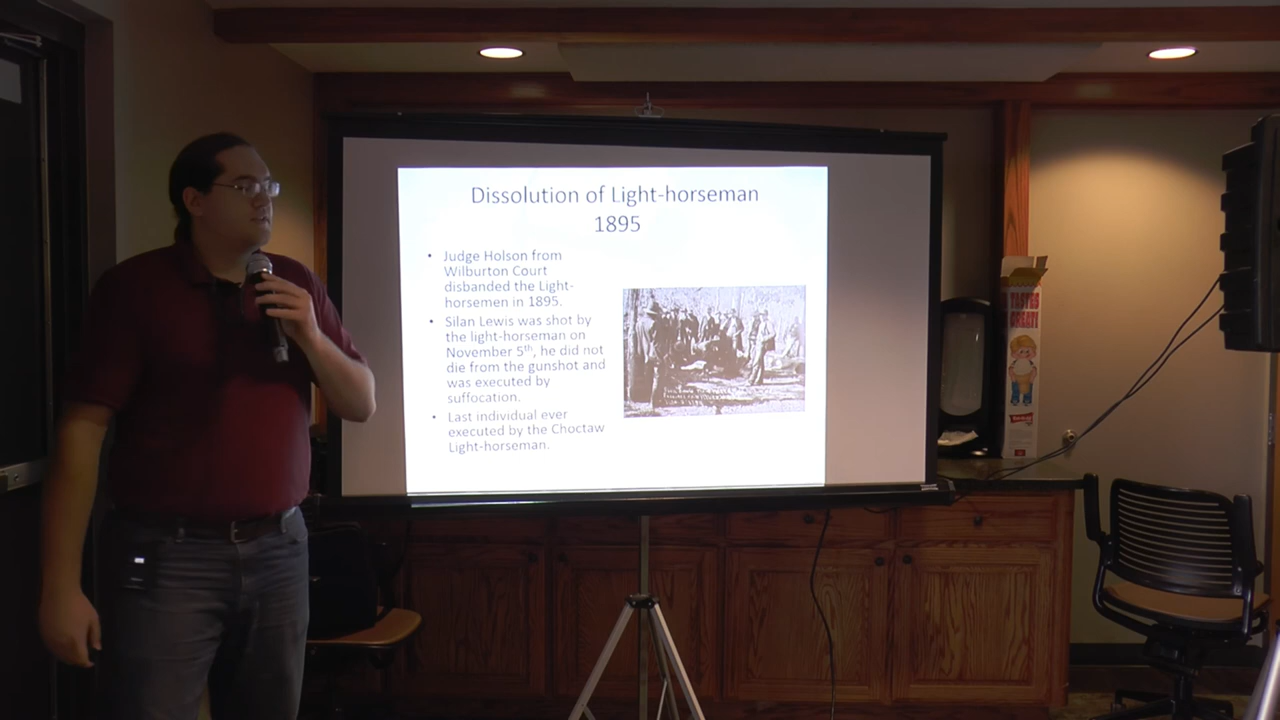 Dissolution of Light-horseman
1895
• Judge Holson from
Wilburton Court
disbanded the Light-
horsemen in 1895.
• Silan Lewis was shot by
the light-horseman on
November 5th, he did not
die from the gunshot and
was executed by
suffocation.
• Last individual ever
executed by the Choctaw
Light-horseman.
TASTES
GREAT!